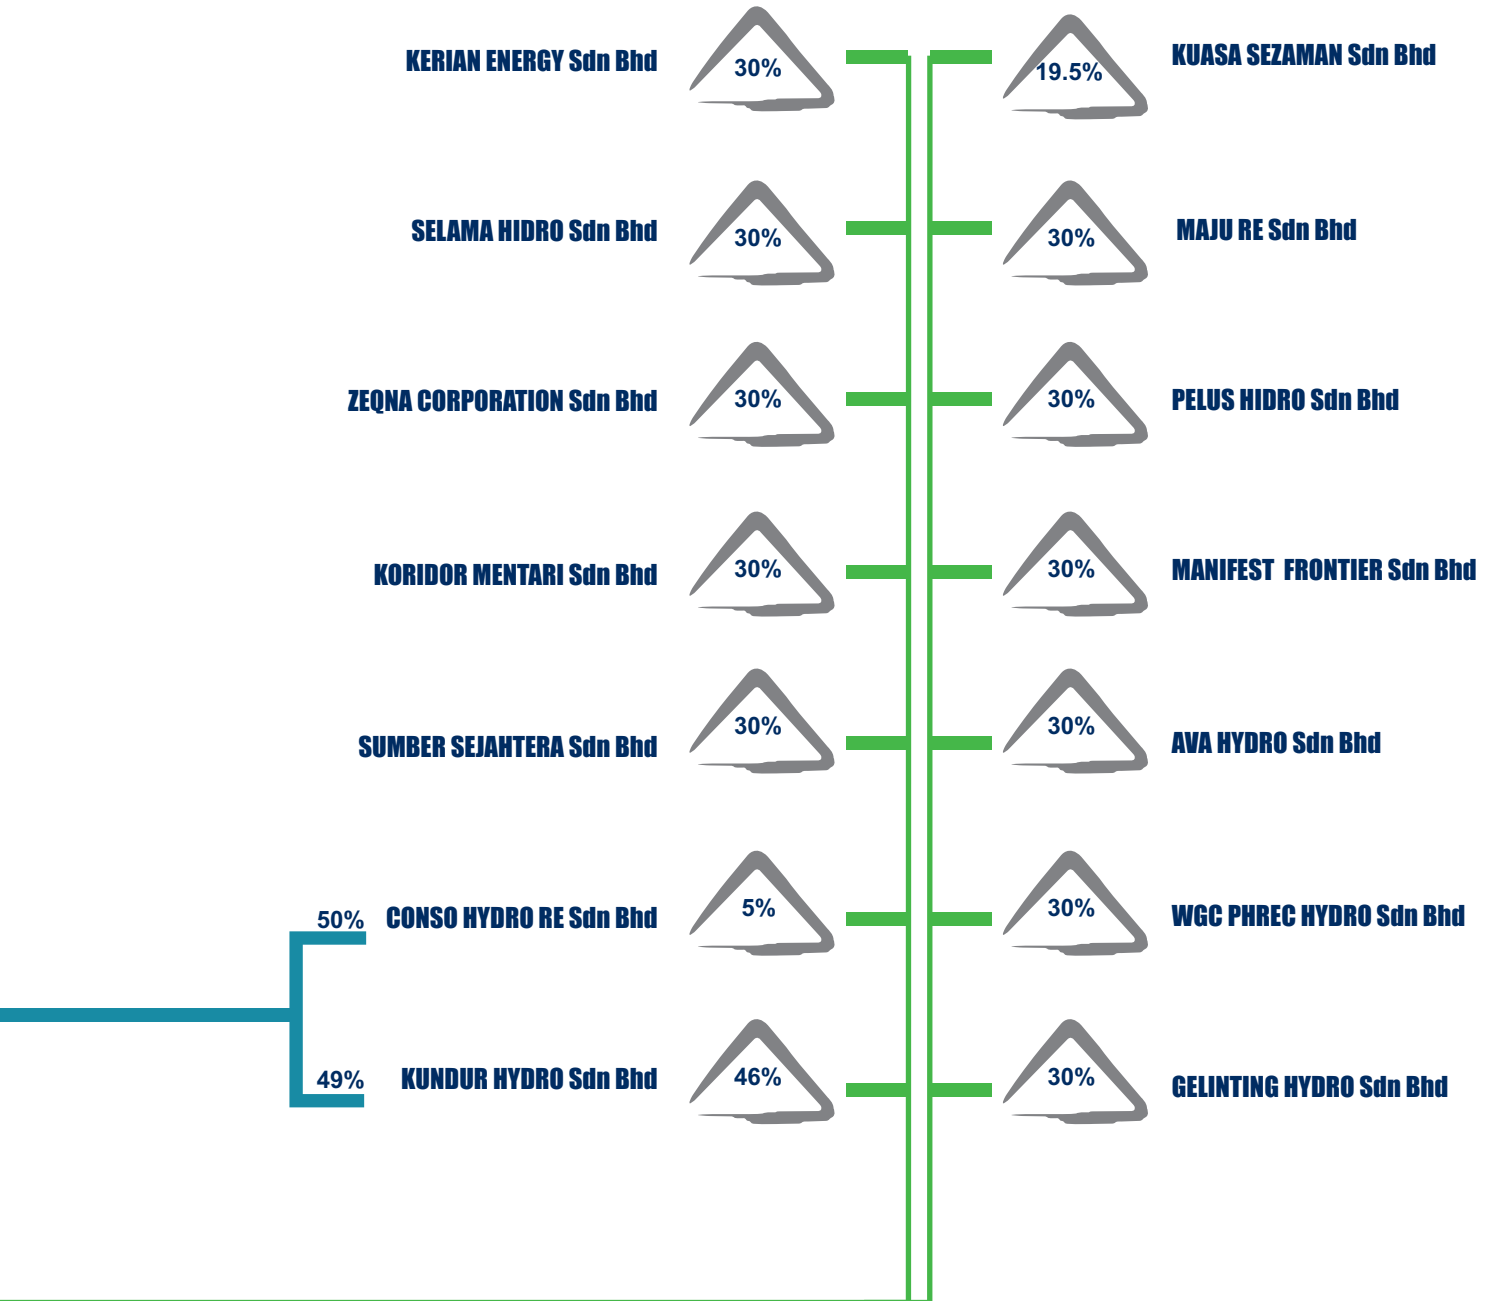 KERIAN ENERGY Sdn Bhd 30% 19.5% KUASA SEZAMAN Sdn Bhd
SELAMA HIDRO Sdn Bhd 30% 30% MAJU RE Sdn Bhd
ZEQNA CORPORATION Sdn Bhd 30% 30% PELUS HIDRO Sdn Bhd
KORIDOR MENTARI Sdn Bhd 30% 30% MANIFEST FRONTIER Sdn Bhd
SUMBER SEJAHTERA Sdn Bhd 30% 30% AVA HYDRO Sdn Bhd
50% CONSO HYDRO RE Sdn Bhd 5% 30% WGC PHREC HYDRO Sdn Bhd
49% KUNDUR HYDRO Sdn Bhd 46% 30% GELINTING HYDRO Sdn Bhd